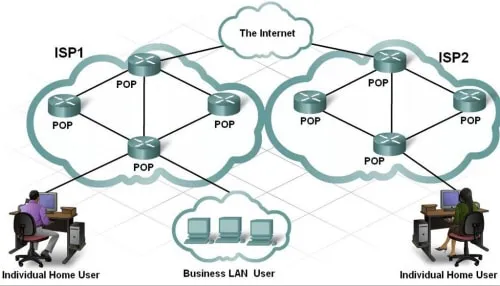 The Internet
ISP1
ISP2
POP
POP
POP
POP
POP
POP
POP
POP
Individual Home User
Business LAN User
Individual Home User